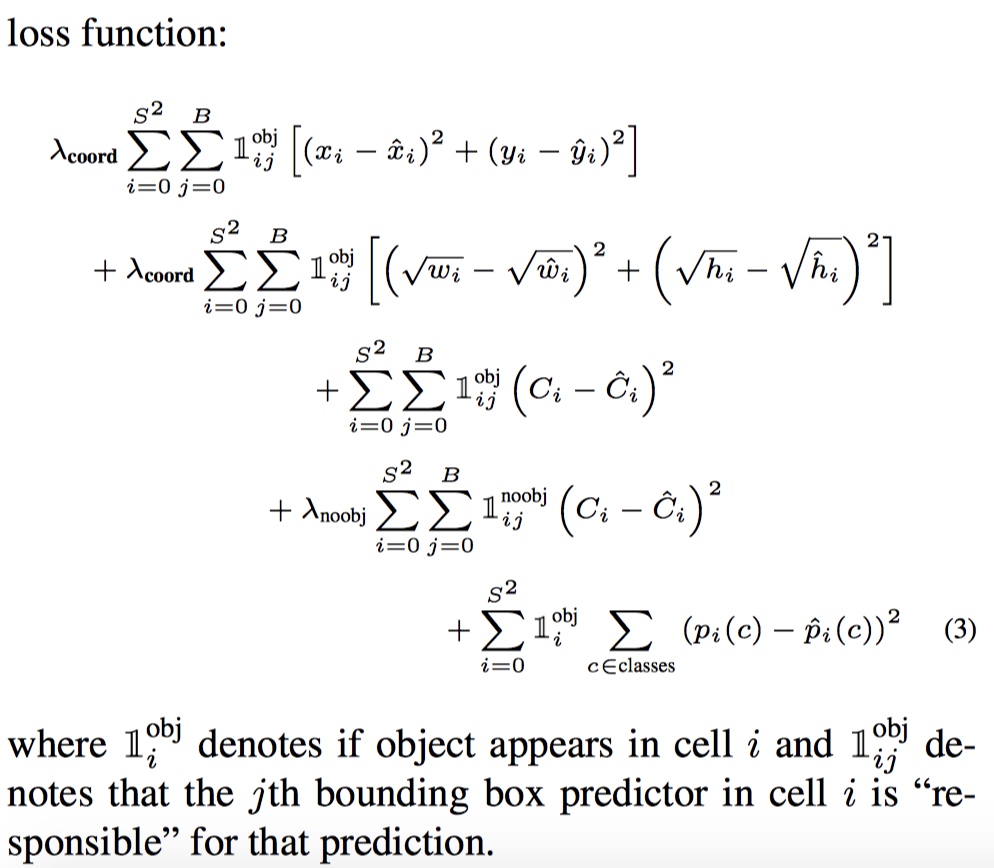 loss function:
$$\lambda_{\textbf{coord}} \sum_{i=0}^{S^2} \sum_{j=0}^{B} \mathbb{1}_{ij}^{\text{obj}} \left[ (x_i - \hat{x}_i)^2 + (y_i - \hat{y}_i)^2 \right]$$
$$+ \lambda_{\textbf{coord}} \sum_{i=0}^{S^2} \sum_{j=0}^{B} \mathbb{1}_{ij}^{\text{obj}} \left[ \left( \sqrt{w_i} - \sqrt{\hat{w}_i} \right)^2 + \left( \sqrt{h_i} - \sqrt{\hat{h}_i} \right)^2 \right]$$
$$+ \sum_{i=0}^{S^2} \sum_{j=0}^{B} \mathbb{1}_{ij}^{\text{obj}} \left( C_i - \hat{C}_i \right)^2$$
$$+ \lambda_{\text{noobj}} \sum_{i=0}^{S^2} \sum_{j=0}^{B} \mathbb{1}_{ij}^{\text{noobj}} \left( C_i - \hat{C}_i \right)^2$$
$$+ \sum_{i=0}^{S^2} \mathbb{1}_{i}^{\text{obj}} \sum_{c \in \text{classes}} (p_i(c) - \hat{p}_i(c))^2 \quad (3)$$
where $\mathbb{1}_{i}^{\text{obj}}$ denotes if object appears in cell $i$ and $\mathbb{1}_{ij}^{\text{obj}}$ de-
notes that the $j$th bounding box predictor in cell $i$ is “re-
sponsible” for that prediction.